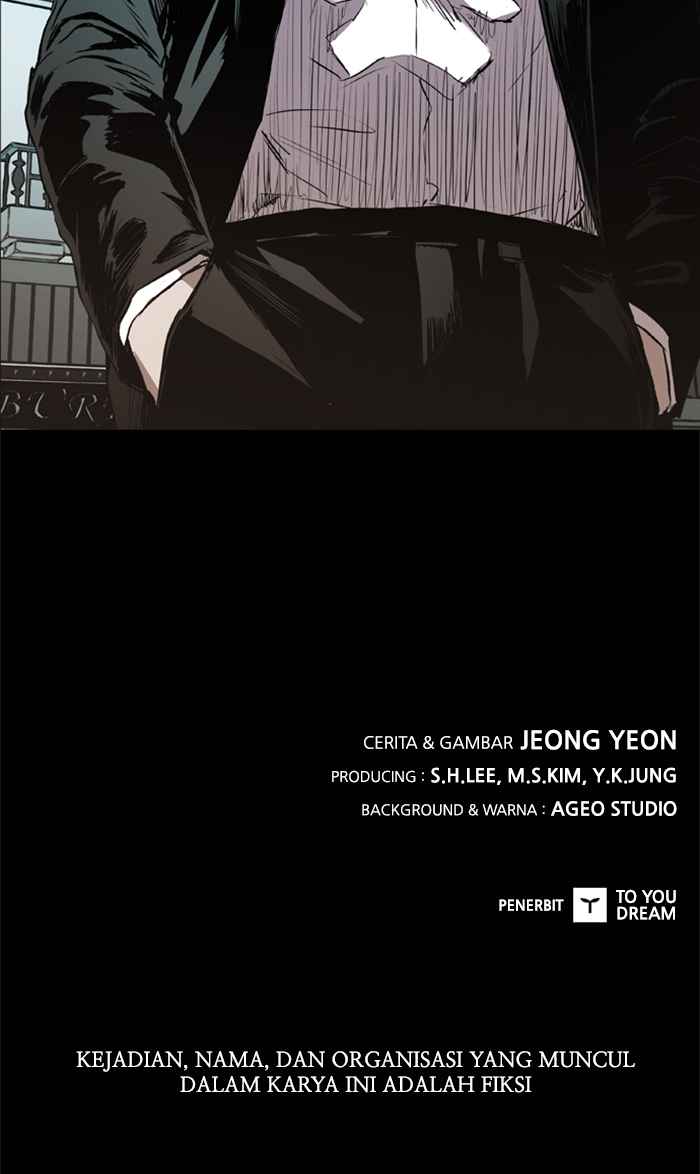 BUR
CERITA & GAMBAR JEONG YEON
PRODUCING : S.H.LEE, M.S.KIM, Y.K.JUNG
BACKGROUND & WARNA : AGEO STUDIO
PENERBIT TO YOU
DREAM
KEJADIAN, NAMA, DAN ORGANISASI YANG MUNCUL
DALAM KARYA INI ADALAH FIKSI